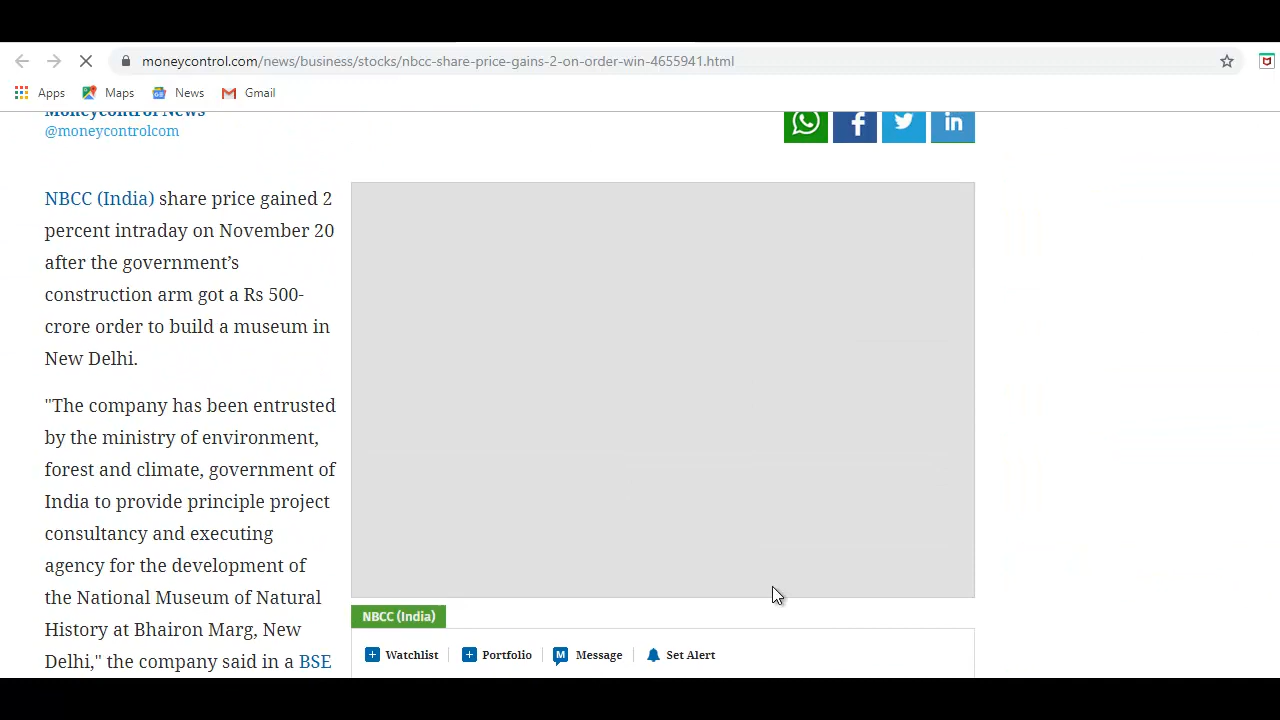 moneycontrol.com/news/business/stocks/nbcc-share-price-gains-2-on-order-win-4655941.html
Apps Maps News Gmail
Moneycontrol News
@moneycontrolcom
NBCC (India) share price gained 2
percent intraday on November 20
after the government’s
construction arm got a Rs 500-
crore order to build a museum in
New Delhi.
"The company has been entrusted
by the ministry of environment,
forest and climate, government of
India to provide principle project
consultancy and executing
agency for the development of
the National Museum of Natural
History at Bhairon Marg, New
Delhi," the company said in a BSE
NBCC (India)
Watchlist Portfolio Message Set Alert